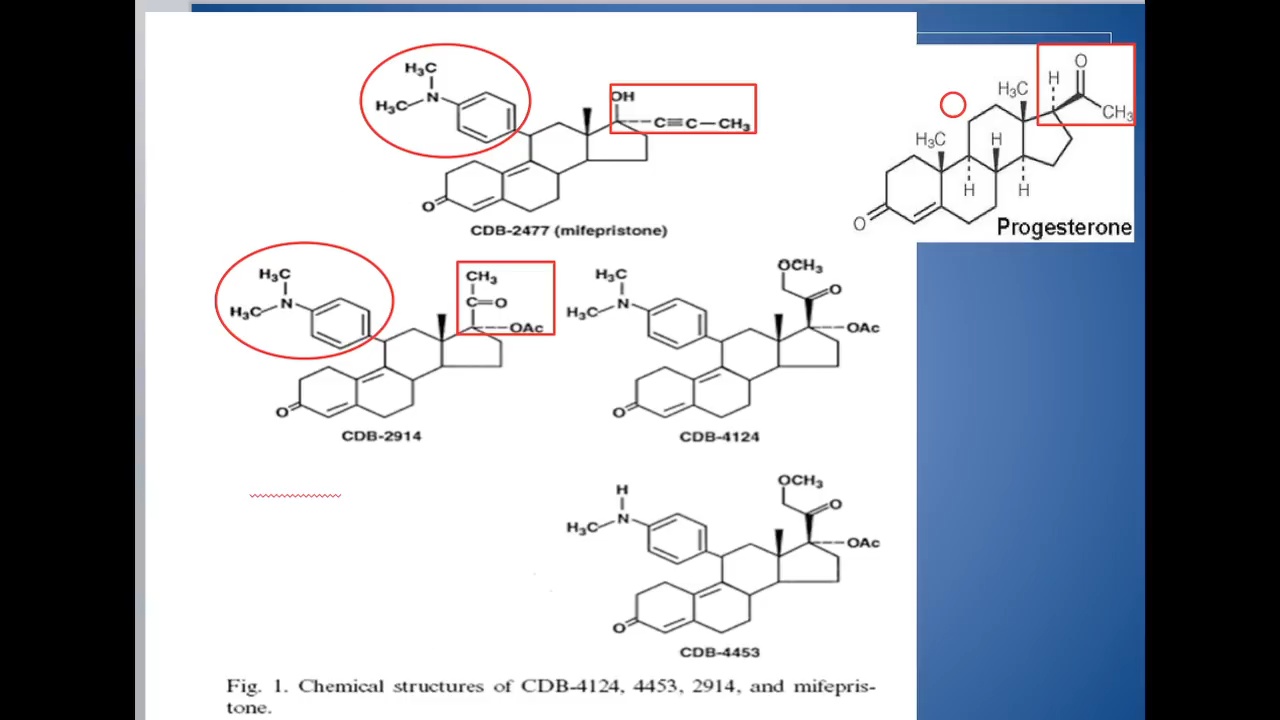 H₃C
H₃C
N
OH
C≡C—CH₃
O
CDB-2477 (mifepristone)
O
H
H₃C
CH₃
H₃C
H
H
H
O
Progesterone
H₃C
H₃C
N
CH₃
C=O
OAc
O
CDB-2914
H₃C
H₃C
N
OCH₃
O
OAc
O
CDB-4124
H
N
H₃C
OCH₃
O
OAc
O
CDB-4453
Fig. 1. Chemical structures of CDB-4124, 4453, 2914, and mifepris-
tone.